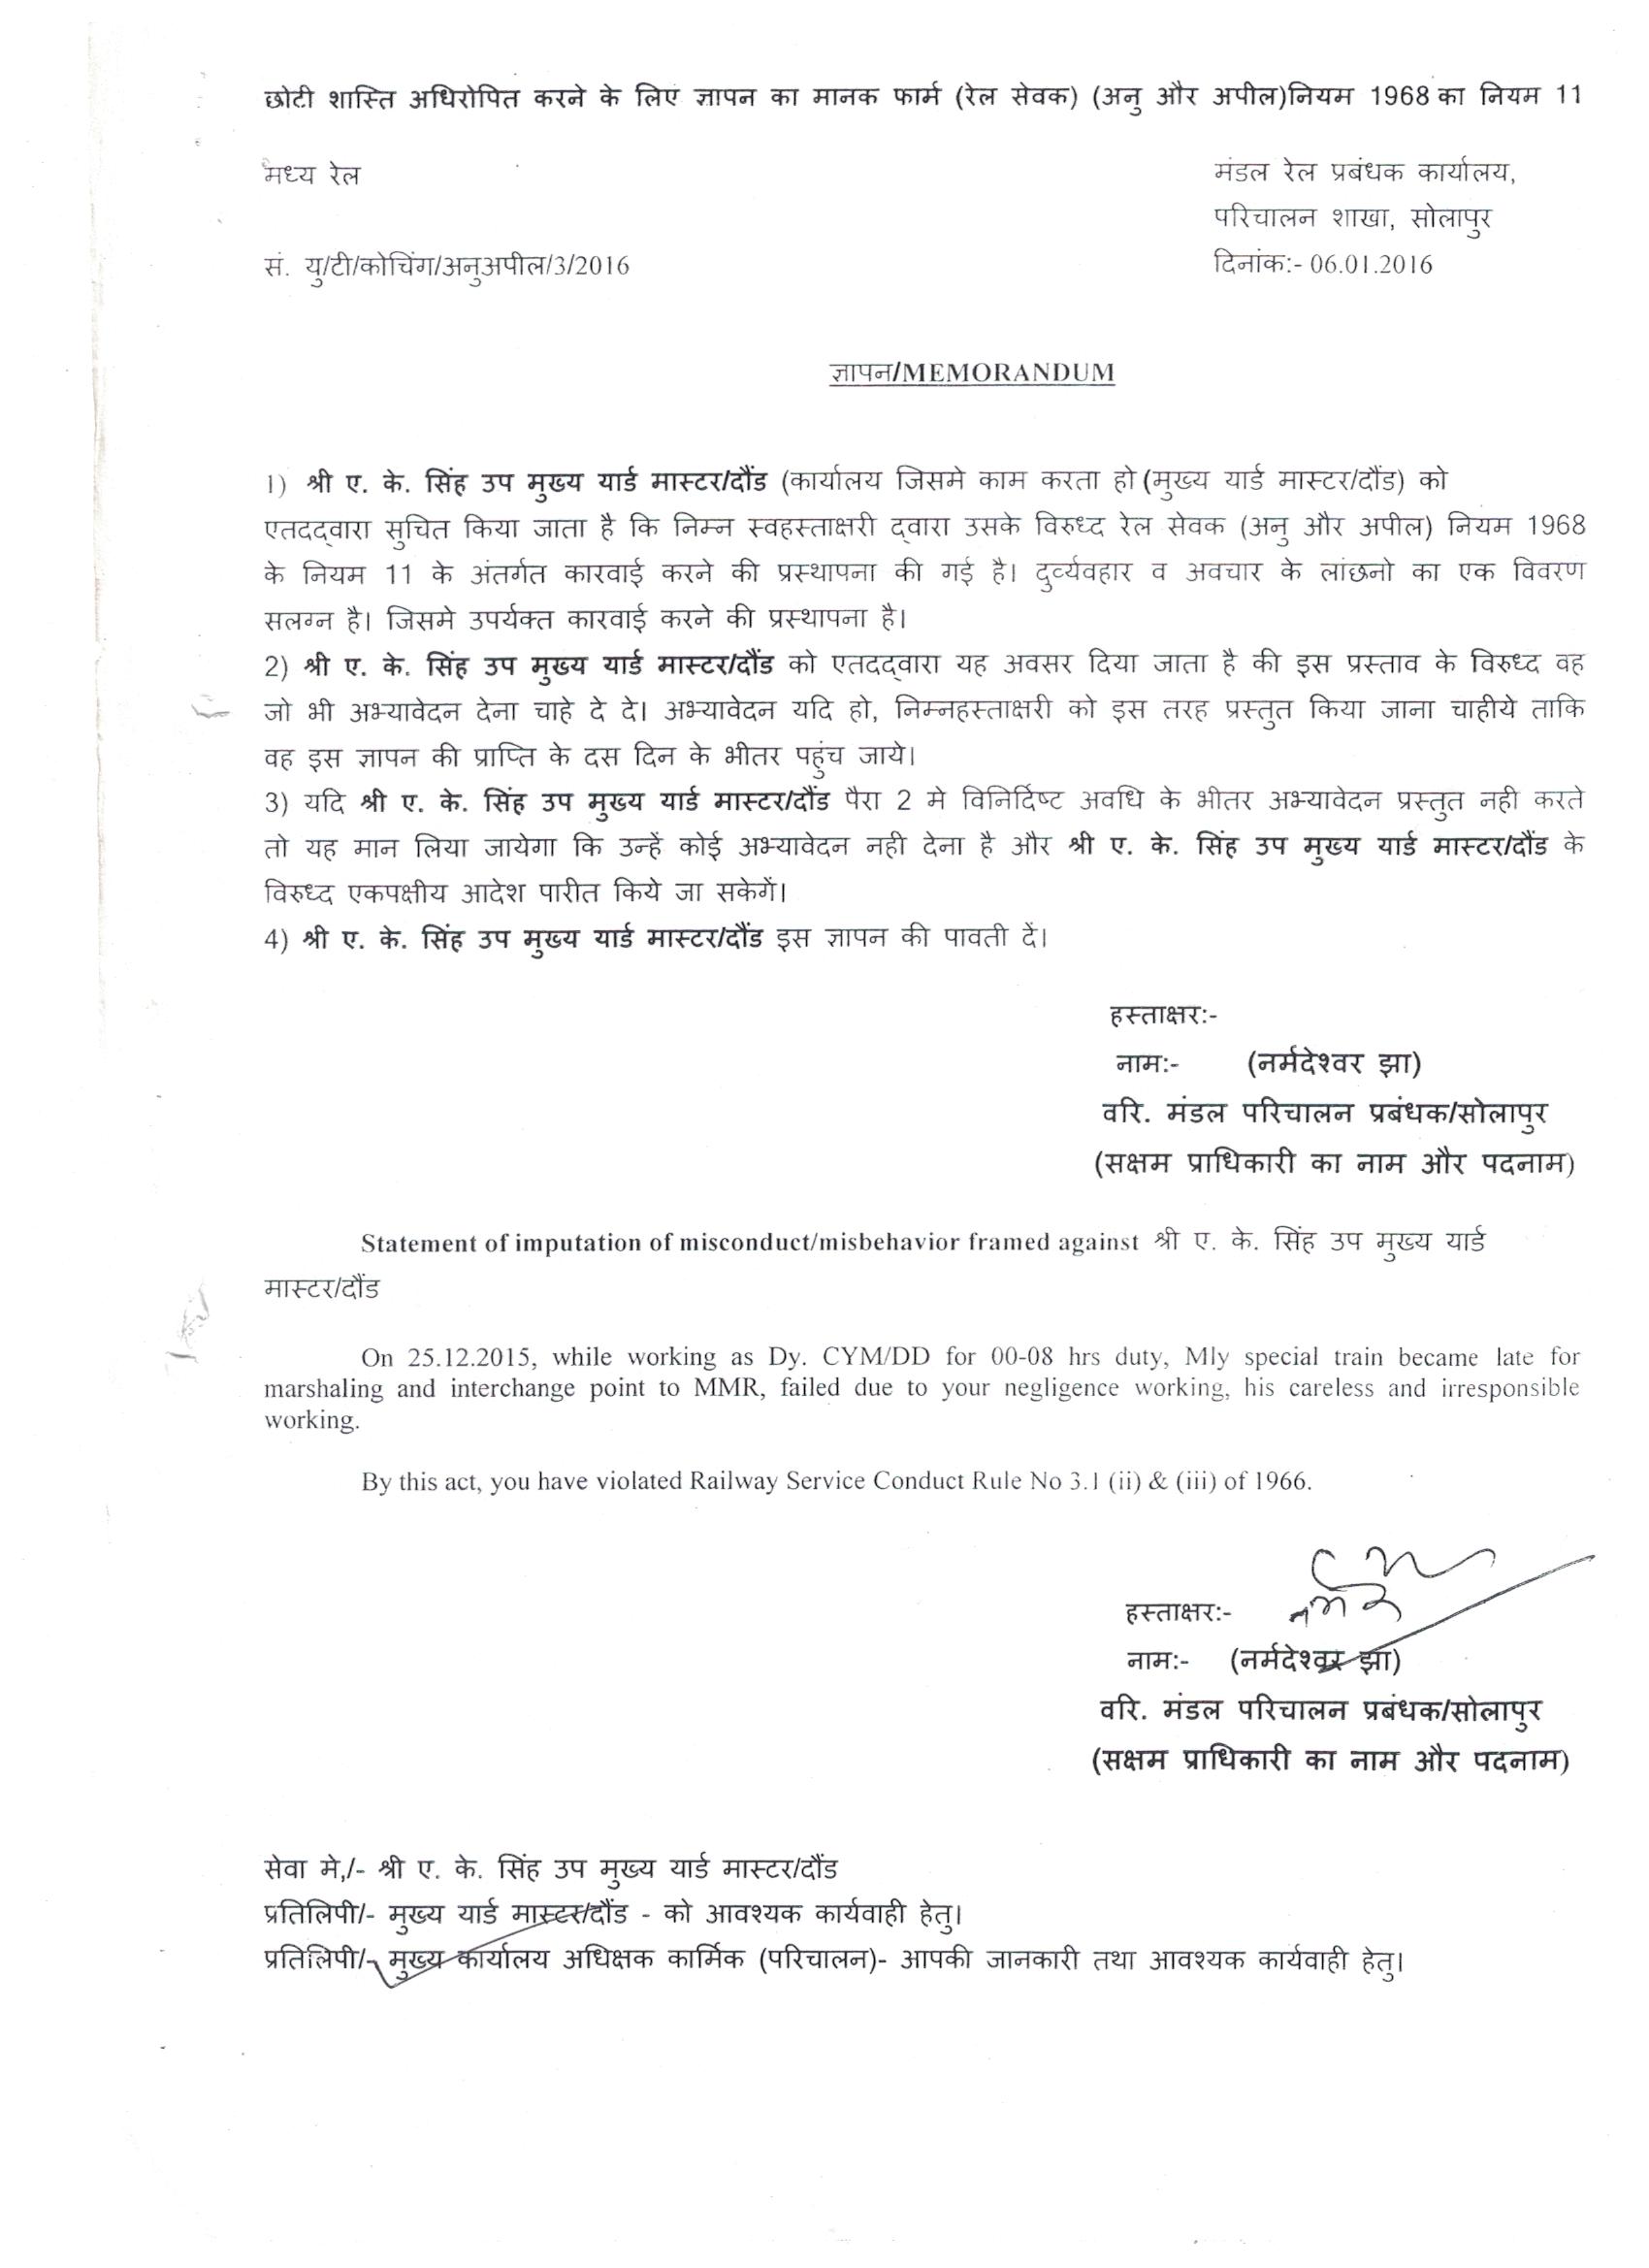 छोटी शास्ति अधिरोपित करने के लिए ज्ञापन का मानक फार्म (रेल सेवक) (अनु और अपील)नियम 1968 का नियम 11
मध्य रेल
मंडल रेल प्रबंधक कार्यालय,
परिचालन शाखा, सोलापुर
सं. यु/टी/कोचिंग/अनुअपील/3/2016
दिनांक:- 06.01.2016
ज्ञापन/MEMORANDUM
1) श्री ए. के. सिंह उप मुख्य यार्ड मास्टर/दौंड (कार्यालय जिसमे काम करता हो (मुख्य यार्ड मास्टर/दौंड) को
एतदद्वारा सुचित किया जाता है कि निम्न स्वहस्ताक्षरी द्वारा उसके विरुध्द रेल सेवक (अनु और अपील) नियम 1968
के नियम 11 के अंतर्गत कारवाई करने की प्रस्थापना की गई है। दुर्व्यवहार व अवचार के लांछनो का एक विवरण
सलग्न है। जिसमे उपर्यक्त कारवाई करने की प्रस्थापना है।
2) श्री ए. के. सिंह उप मुख्य यार्ड मास्टर/दौंड को एतदद्वारा यह अवसर दिया जाता है की इस प्रस्ताव के विरुध्द वह
जो भी अभ्यावेदन देना चाहे दे दे। अभ्यावेदन यदि हो, निम्नहस्ताक्षरी को इस तरह प्रस्तुत किया जाना चाहीये ताकि
वह इस ज्ञापन की प्राप्ति के दस दिन के भीतर पहुंच जाये।
3) यदि श्री ए. के. सिंह उप मुख्य यार्ड मास्टर/दौंड पैरा 2 मे विनिर्दिष्ट अवधि के भीतर अभ्यावेदन प्रस्तुत नही करते
तो यह मान लिया जायेगा कि उन्हें कोई अभ्यावेदन नही देना है और श्री ए. के. सिंह उप मुख्य यार्ड मास्टर/दौंड के
विरुध्द एकपक्षीय आदेश पारीत किये जा सकेगें।
4) श्री ए. के. सिंह उप मुख्य यार्ड मास्टर/दौंड इस ज्ञापन की पावती दें।
हस्ताक्षर:-
नाम:- (नर्मदेश्वर झा)
वरि. मंडल परिचालन प्रबंधक/सोलापुर
(सक्षम प्राधिकारी का नाम और पदनाम)
Statement of imputation of misconduct/misbehavior framed against श्री ए. के. सिंह उप मुख्य यार्ड
मास्टर/दौंड
On 25.12.2015, while working as Dy. CYM/DD for 00-08 hrs duty, Mly special train became late for
marshaling and interchange point to MMR, failed due to your negligence working, his careless and irresponsible
working.
By this act, you have violated Railway Service Conduct Rule No 3.1 (ii) & (iii) of 1966.
हस्ताक्षर:-
नाम:- (नर्मदेश्वर झा)
वरि. मंडल परिचालन प्रबंधक/सोलापुर
(सक्षम प्राधिकारी का नाम और पदनाम)
सेवा मे,/- श्री ए. के. सिंह उप मुख्य यार्ड मास्टर/दौंड
प्रतिलिपी/- मुख्य यार्ड मास्टर/दौंड - को आवश्यक कार्यवाही हेतु।
प्रतिलिपी/- मुख्य कार्यालय अधिक्षक कार्मिक (परिचालन)- आपकी जानकारी तथा आवश्यक कार्यवाही हेतु।